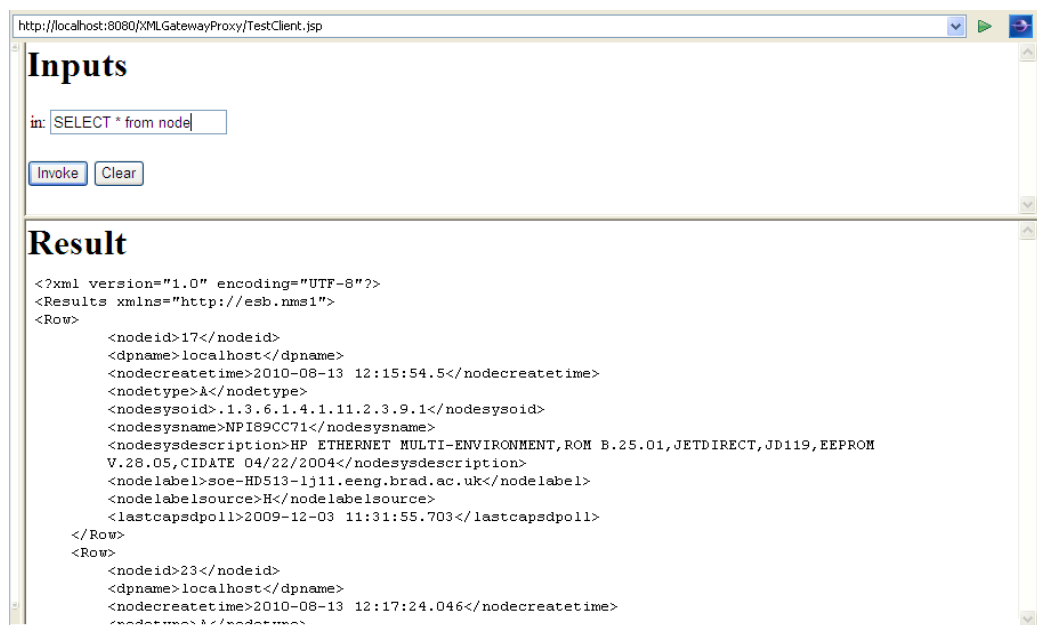 http://localhost:8080/XMLGatewayProxy/TestClient.jsp
Inputs
in: SELECT * from node
Invoke Clear
Result
<?xml version="1.0" encoding="UTF-8"?>
<Results xmlns="http://esb.nms1">
<Row>
<nodeid>17</nodeid>
<dpname>localhost</dpname>
<nodecreatetime>2010-08-13 12:15:54.5</nodecreatetime>
<nodetype>A</nodetype>
<nodesysoid>.1.3.6.1.4.1.11.2.3.9.1</nodesysoid>
<nodesysname>NPI89CC71</nodesysname>
<nodesysdescription>HP ETHERNET MULTI-ENVIRONMENT,ROM B.25.01,JETDIRECT,JD119,EEPROM
V.28.05,CIDATE 04/22/2004</nodesysdescription>
<nodelabel>soe-HD513-lj11.eeng.brad.ac.uk</nodelabel>
<nodelabelsource>H</nodelabelsource>
<lastcapsdpoll>2009-12-03 11:31:55.703</lastcapsdpoll>
</Row>
<Row>
<nodeid>23</nodeid>
<dpname>localhost</dpname>
<nodecreatetime>2010-08-13 12:17:24.046</nodecreatetime>
<nodetype>A</nodetype>